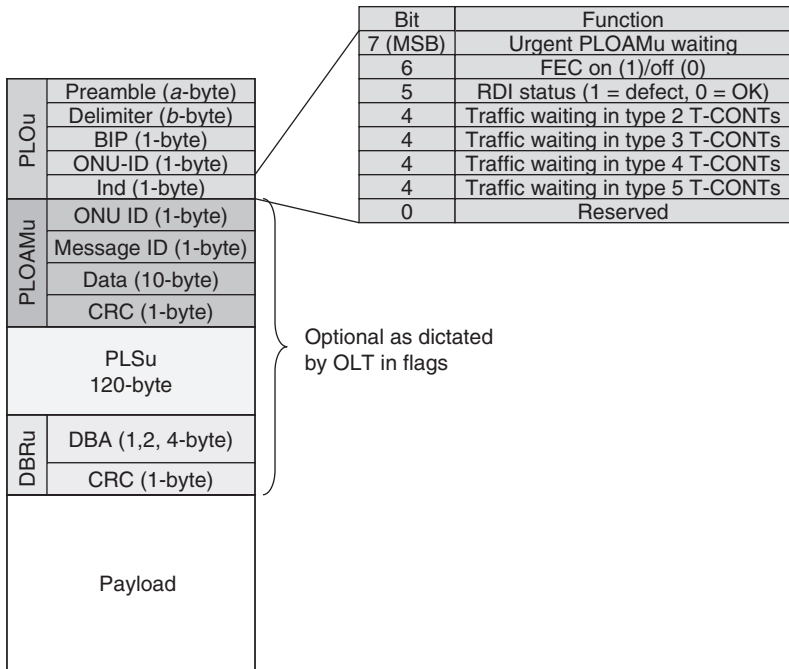 Bit Function
7 (MSB) Urgent PLOAMu waiting
6 FEC on (1)/off (0)
5 RDI status (1 = defect, 0 = OK)
4 Traffic waiting in type 2 T-CONTs
4 Traffic waiting in type 3 T-CONTs
4 Traffic waiting in type 4 T-CONTs
4 Traffic waiting in type 5 T-CONTs
0 Reserved
PLOu
Preamble (a-byte)
Delimiter (b-byte)
BIP (1-byte)
ONU-ID (1-byte)
Ind (1-byte)
PLOAMu
ONU ID (1-byte)
Message ID (1-byte)
Data (10-byte)
CRC (1-byte)
PLSu
120-byte
DBRu
DBA (1,2, 4-byte)
CRC (1-byte)
Payload
Optional as dictated
by OLT in flags